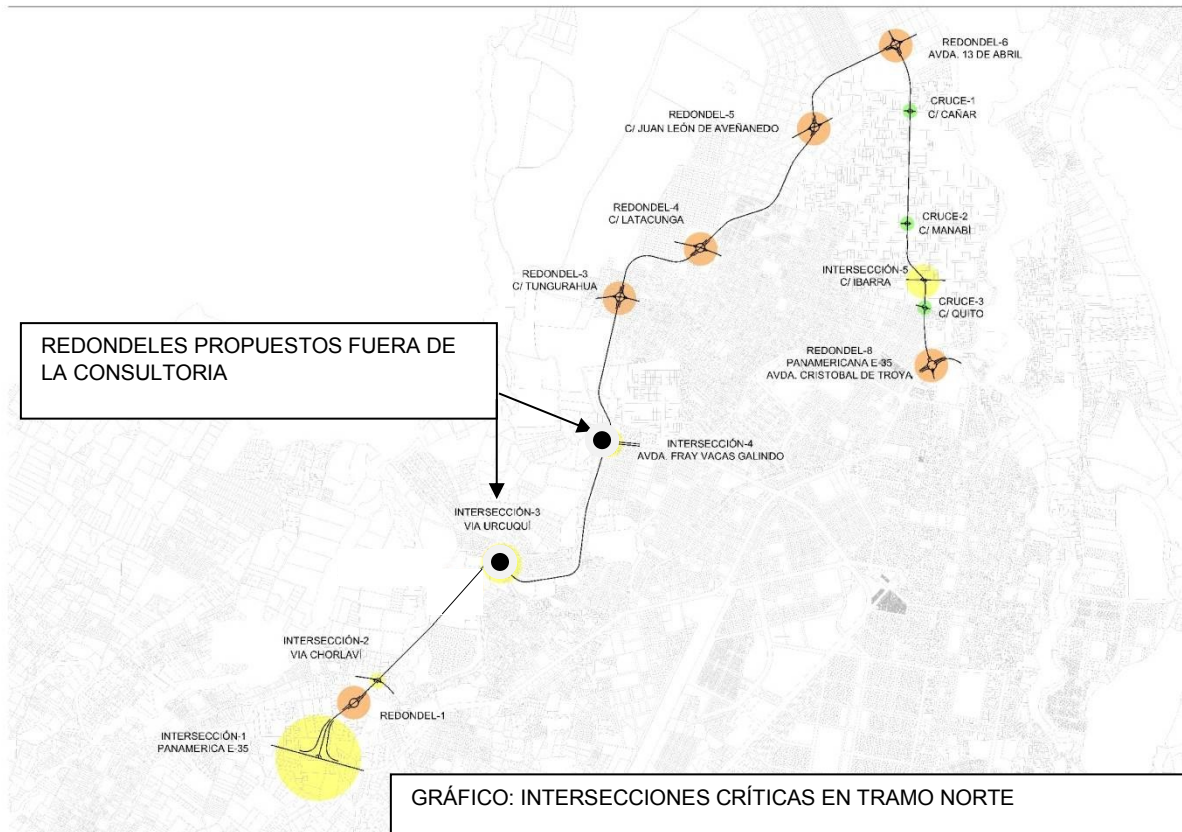 REDONDEL-6
AVDA. 13 DE ABRIL
CRUCE-1
C/ CAÑAR
REDONDEL-5
C/ JUAN LEÓN DE AVEÑANEDO
REDONDEL-4
C/ LATACUNGA
CRUCE-2
C/ MANABÌ
REDONDEL-3
C/ TUNGURAHUA
INTERSECCIÓN-5
C/ IBARRA
CRUCE-3
C/ QUITO
REDONDEL-8
PANAMERICANA E-35
AVDA. CRISTOBAL DE TROYA
REDONDELES PROPUESTOS FUERA DE
LA CONSULTORIA
INTERSECCIÓN-4
AVDA. FRAY VACAS GALINDO
INTERSECCIÓN-3
VIA URCUQUÍ
INTERSECCIÓN-2
VIA CHORLAVÍ
REDONDEL-1
INTERSECCIÓN-1
PANAMERICA E-35
GRÁFICO: INTERSECCIONES CRÍTICAS EN TRAMO NORTE